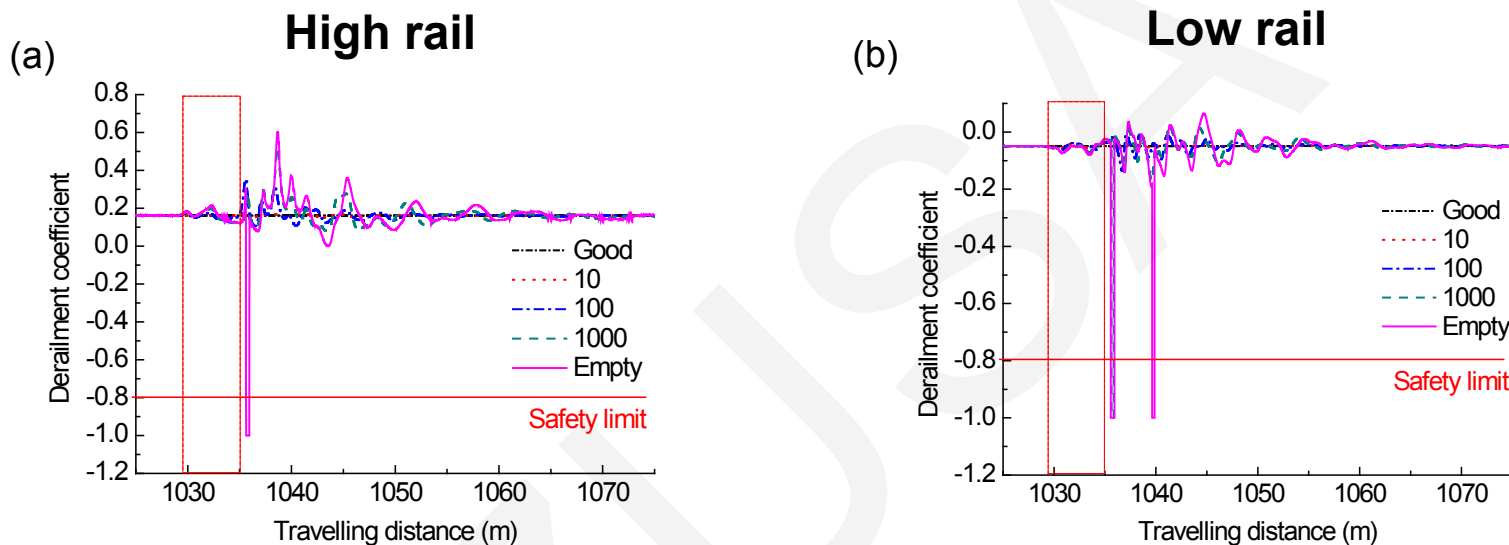 High rail
(a)
0.8
0.6
0.4
0.2
0.0
-0.2
-0.4
-0.6
-0.8
-1.0
-1.2
Derailment coefficient
Good
10
100
1000
Empty
Safety limit
1030 1040 1050 1060 1070
Travelling distance (m)
Low rail
(b)
0.0
-0.2
-0.4
-0.6
-0.8
-1.0
-1.2
Derailment coefficient
Good
10
100
1000
Empty
Safety limit
1030 1040 1050 1060 1070
Travelling distance (m)